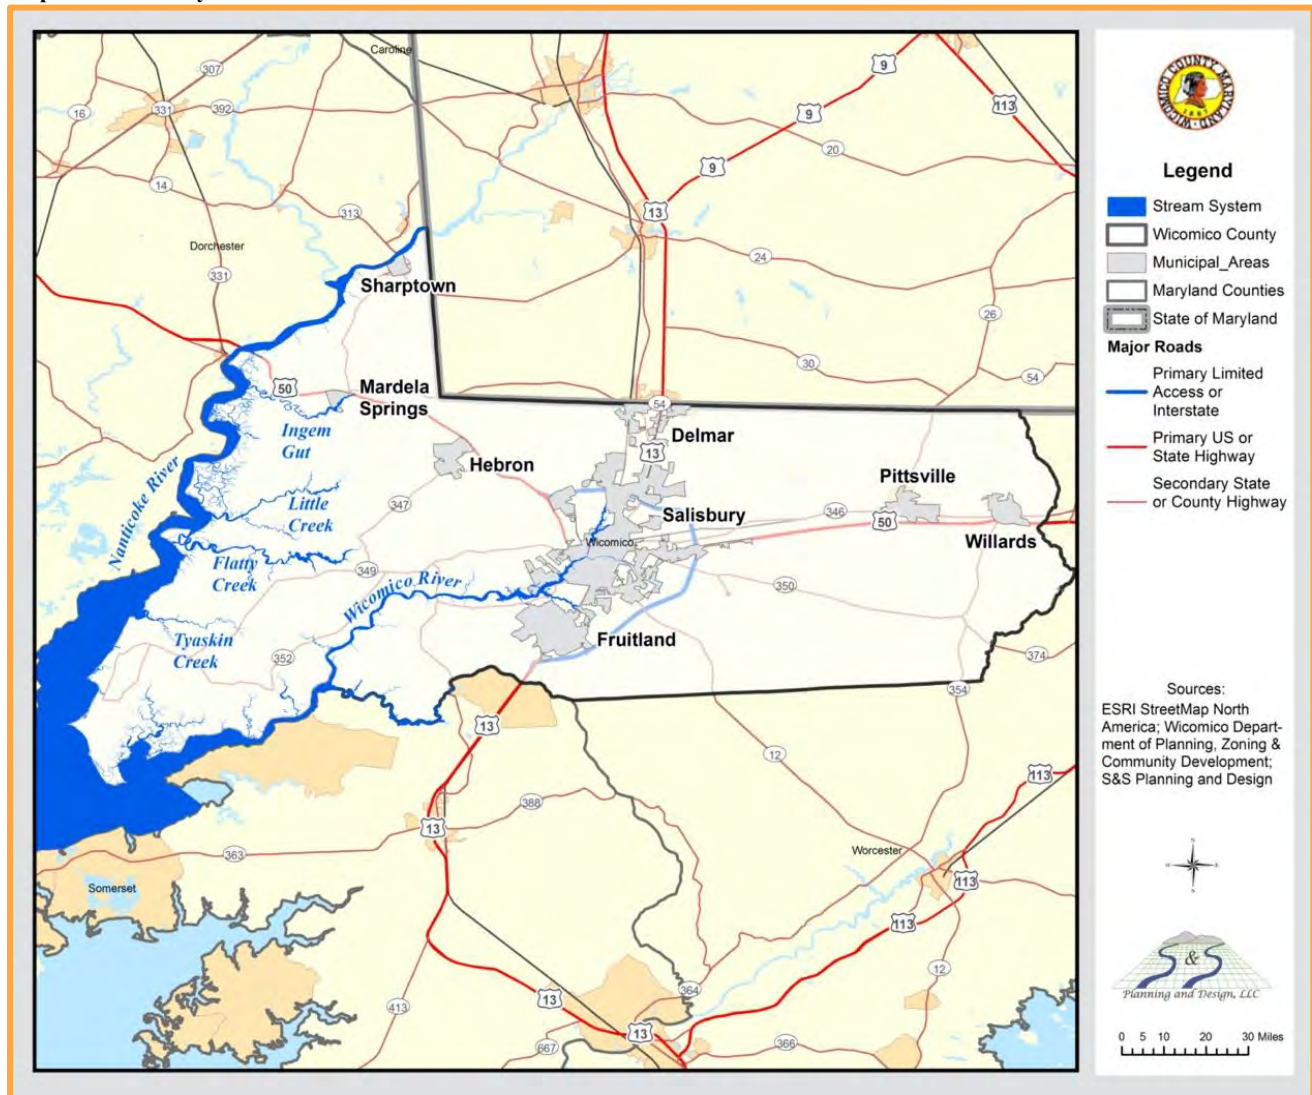 Caroline
307
16
331
392
14
313
Dorchester
331
9
9
113
20
9
13
24
26
30
54
Sharptown
50
Mardela
Springs
Ingem
Gut
54
Delmar
13
Hebron
Pittsville
Nanticoke River
Little
Creek
347
Salisbury
346
50
Wicomico
Willards
Flatty
Creek
349
Wicomico River
350
Tyaskin
Creek
352
Fruitland
374
354
13
12
113
388
13
363
Worcester
113
Somerset
113
12
364
413
13
13
667
366
WICOMICO COUNTY MARYLAND
1867
Legend
Stream System
Wicomico County
Municipal_Areas
Maryland Counties
State of Maryland
Major Roads
Primary Limited
Access or
Interstate
Primary US or
State Highway
Secondary State
or County Highway
Sources:
ESRI StreetMap North
America; Wicomico Depart-
ment of Planning, Zoning &
Community Development;
S&S Planning and Design
S & S
Planning and Design, LLC
0 5 10 20 30 Miles